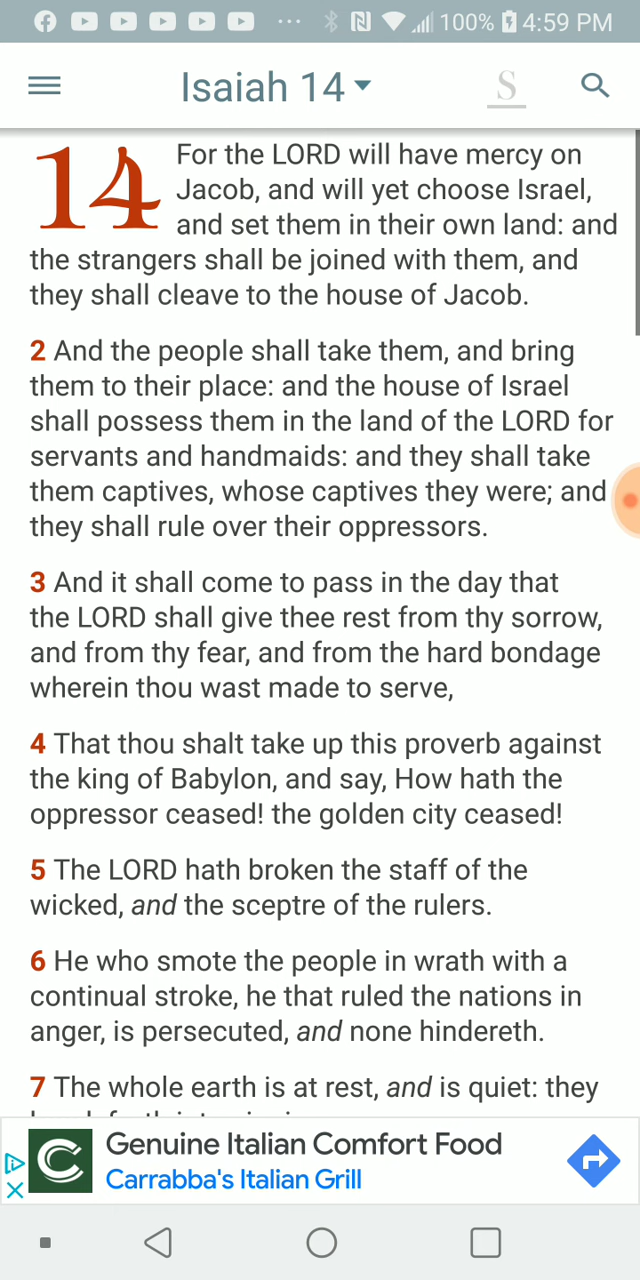 100% 4:59 PM
Isaiah 14 S
14 For the LORD will have mercy on
Jacob, and will yet choose Israel,
and set them in their own land: and
the strangers shall be joined with them, and
they shall cleave to the house of Jacob.
2 And the people shall take them, and bring
them to their place: and the house of Israel
shall possess them in the land of the LORD for
servants and handmaids: and they shall take
them captives, whose captives they were; and
they shall rule over their oppressors.
3 And it shall come to pass in the day that
the LORD shall give thee rest from thy sorrow,
and from thy fear, and from the hard bondage
wherein thou wast made to serve,
4 That thou shalt take up this proverb against
the king of Babylon, and say, How hath the
oppressor ceased! the golden city ceased!
5 The LORD hath broken the staff of the
wicked, and the sceptre of the rulers.
6 He who smote the people in wrath with a
continual stroke, he that ruled the nations in
anger, is persecuted, and none hindereth.
7 The whole earth is at rest, and is quiet: they
Genuine Italian Comfort Food
Carrabba's Italian Grill